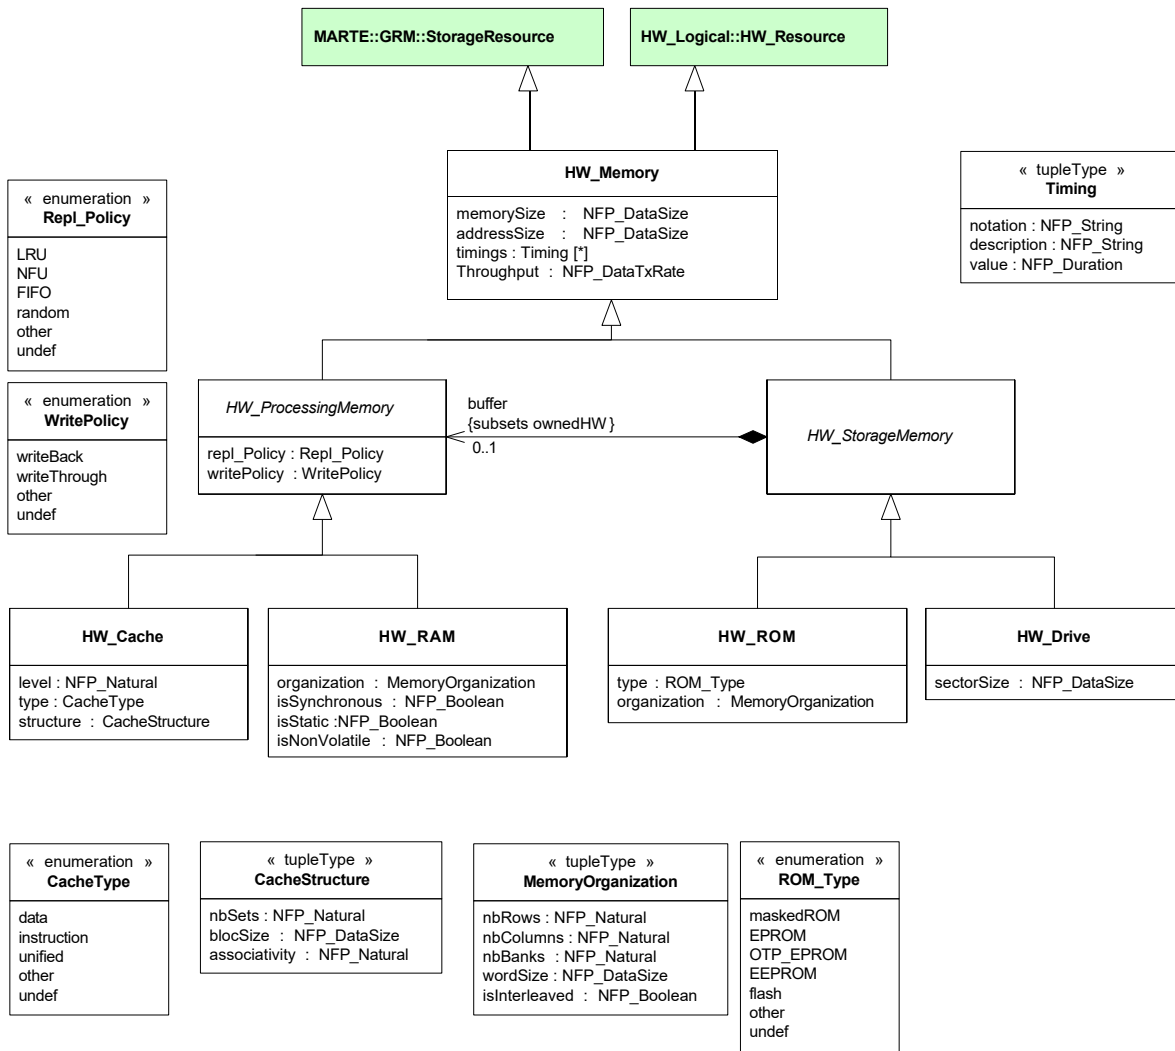 MARTE::GRM::StorageResource
HW_Logical::HW_Resource
HW_Memory
memorySize : NFP_DataSize
addressSize : NFP_DataSize
timings : Timing [*]
Throughput : NFP_DataTxRate
« tupleType »
Timing
notation : NFP_String
description : NFP_String
value : NFP_Duration
« enumeration »
Repl_Policy
LRU
NFU
FIFO
random
other
undef
« enumeration »
WritePolicy
writeBack
writeThrough
other
undef
HW_ProcessingMemory
repl_Policy : Repl_Policy
writePolicy : WritePolicy
buffer
{subsets ownedHW }
0..1
HW_StorageMemory
HW_Cache
level : NFP_Natural
type : CacheType
structure : CacheStructure
HW_RAM
organization : MemoryOrganization
isSynchronous : NFP_Boolean
isStatic :NFP_Boolean
isNonVolatile : NFP_Boolean
HW_ROM
type : ROM_Type
organization : MemoryOrganization
HW_Drive
sectorSize : NFP_DataSize
« enumeration »
CacheType
data
instruction
unified
other
undef
« tupleType »
CacheStructure
nbSets : NFP_Natural
blocSize : NFP_DataSize
associativity : NFP_Natural
« tupleType »
MemoryOrganization
nbRows : NFP_Natural
nbColumns : NFP_Natural
nbBanks : NFP_Natural
wordSize : NFP_DataSize
isInterleaved : NFP_Boolean
« enumeration »
ROM_Type
maskedROM
EPROM
OTP_EPROM
EEPROM
flash
other
undef